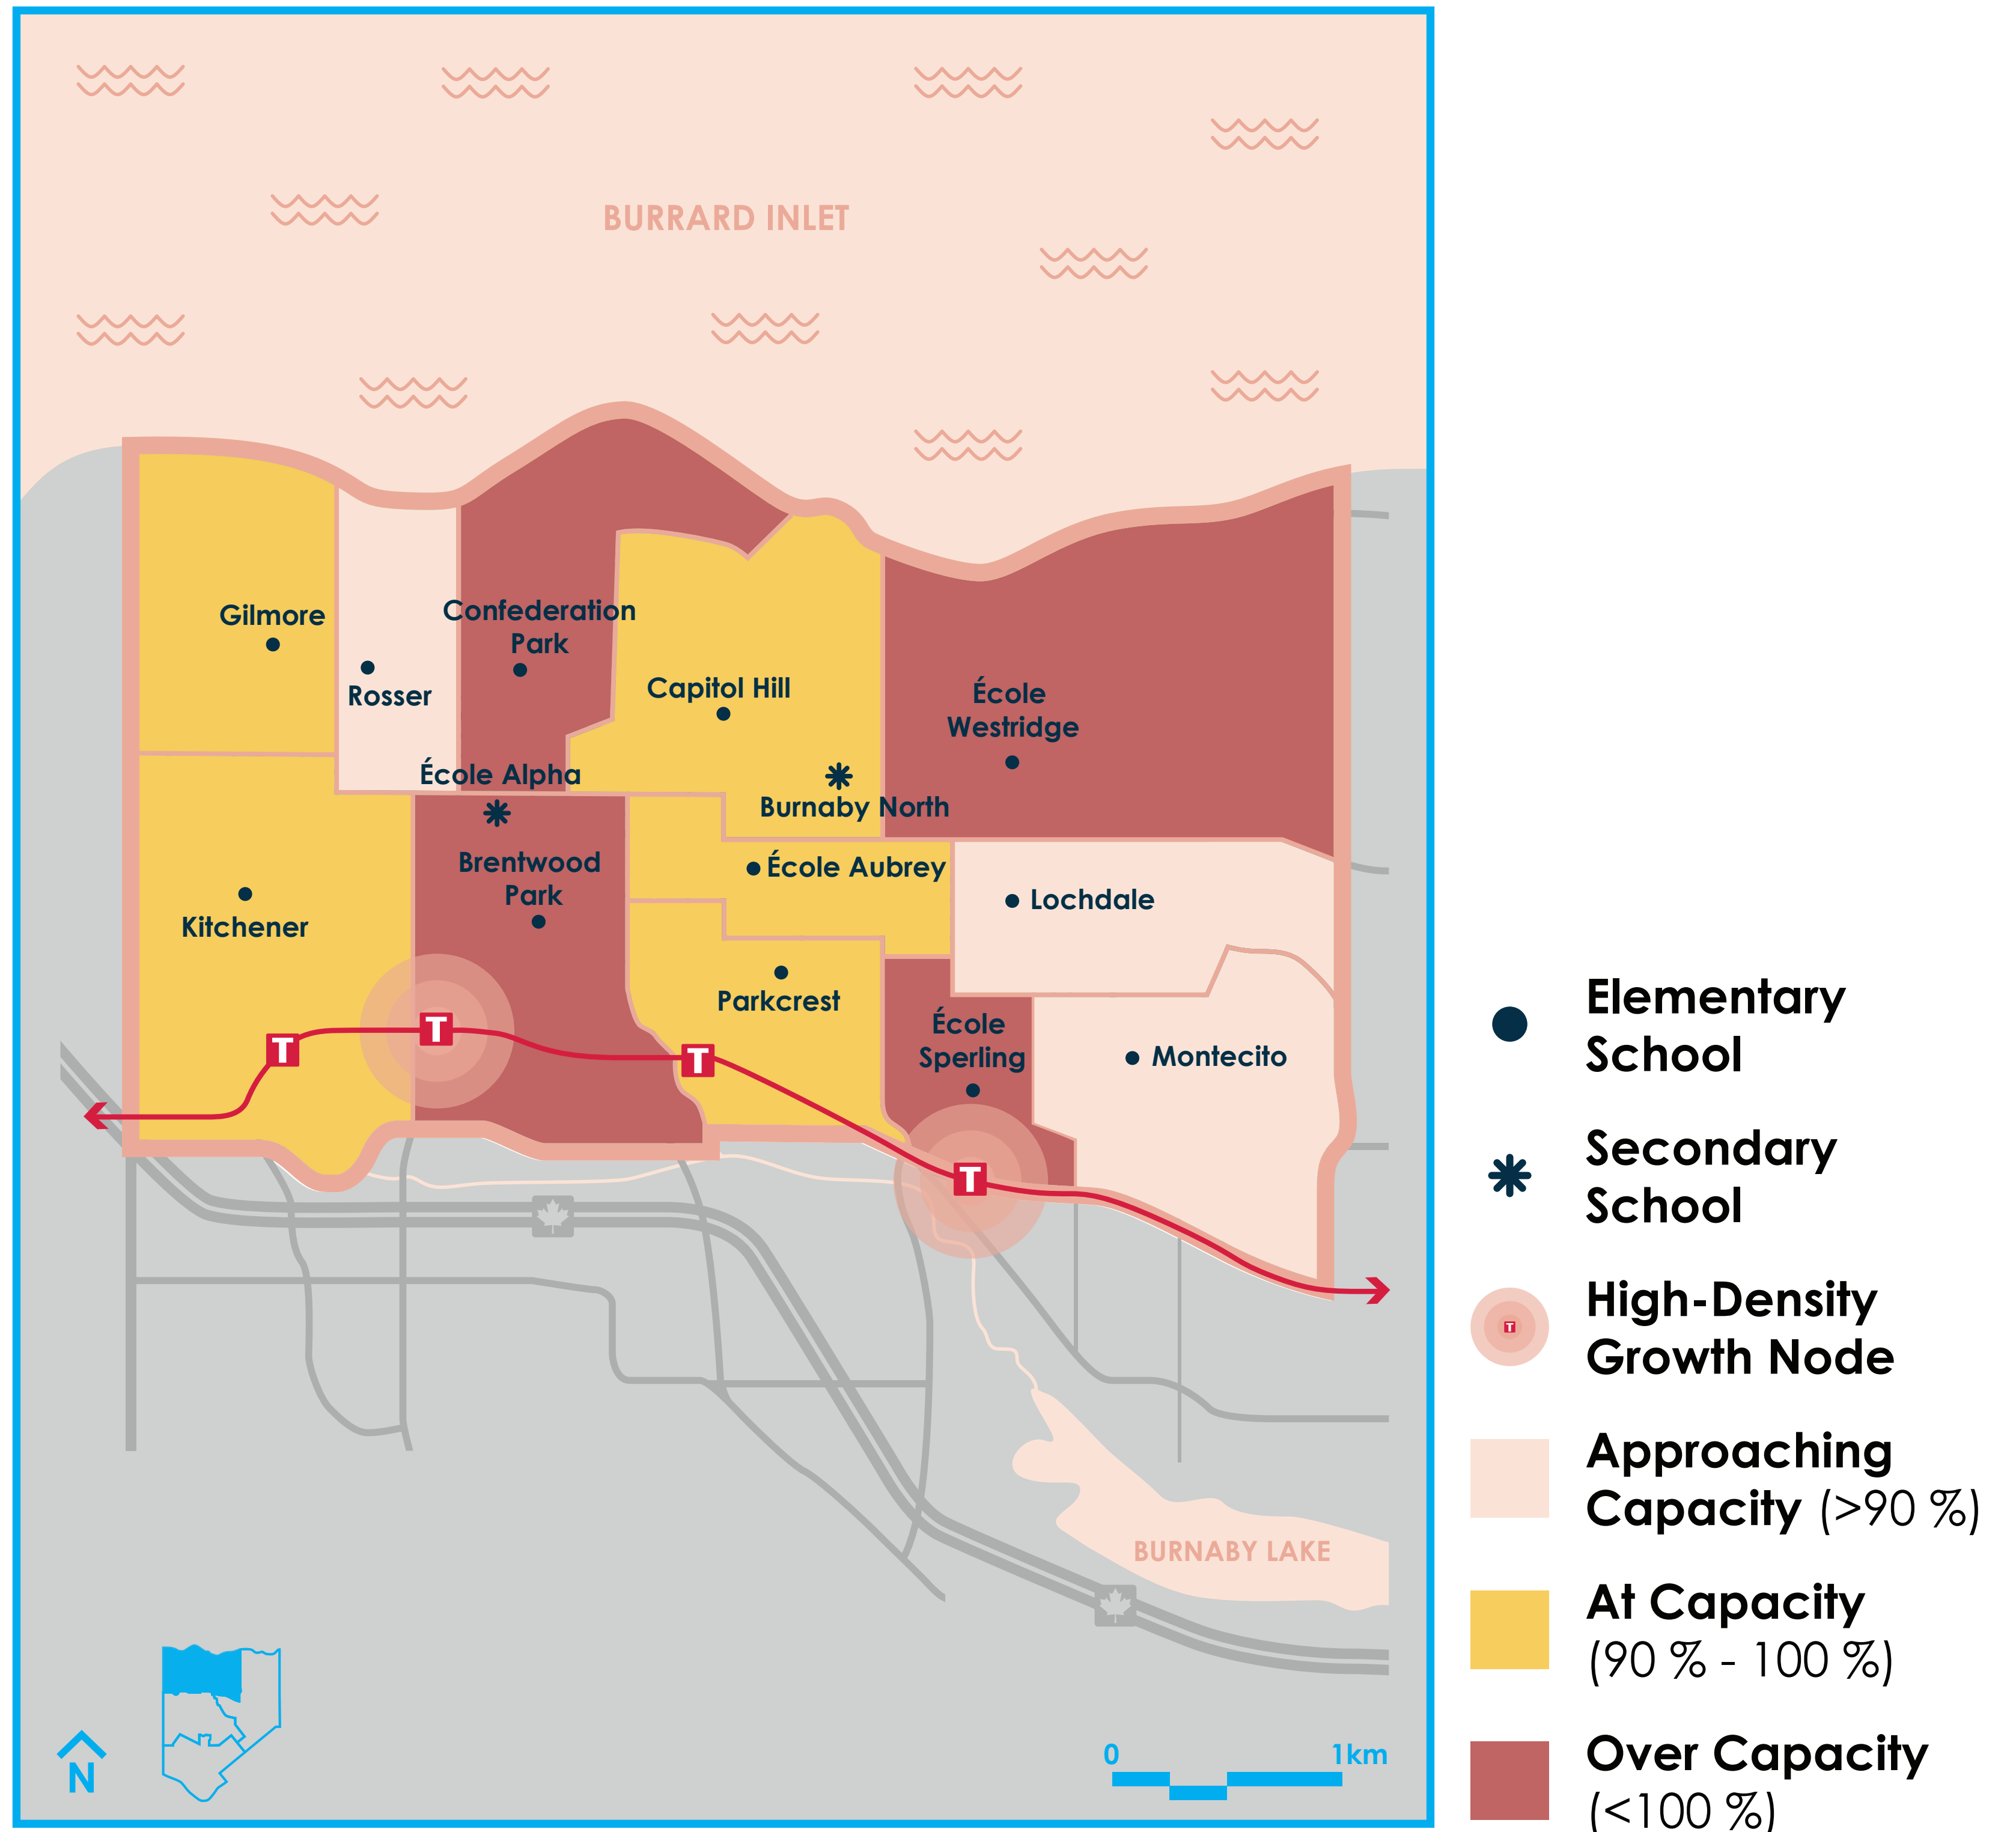 BURRARD INLET
Gilmore
Rosser
Confederation
Park
Capitol Hill
École
Westridge
École Alpha
Burnaby North
Brentwood
Park
École Aubrey
Lochdale
Kitchener
Parkcrest
École
Sperling
Montecito
T
T
T
T
BURNABY LAKE
N
0
1km
Elementary
School
Secondary
School
T
High-Density
Growth Node
Approaching
Capacity (>90 %)
At Capacity
(90 % - 100 %)
Over Capacity
(<100 %)